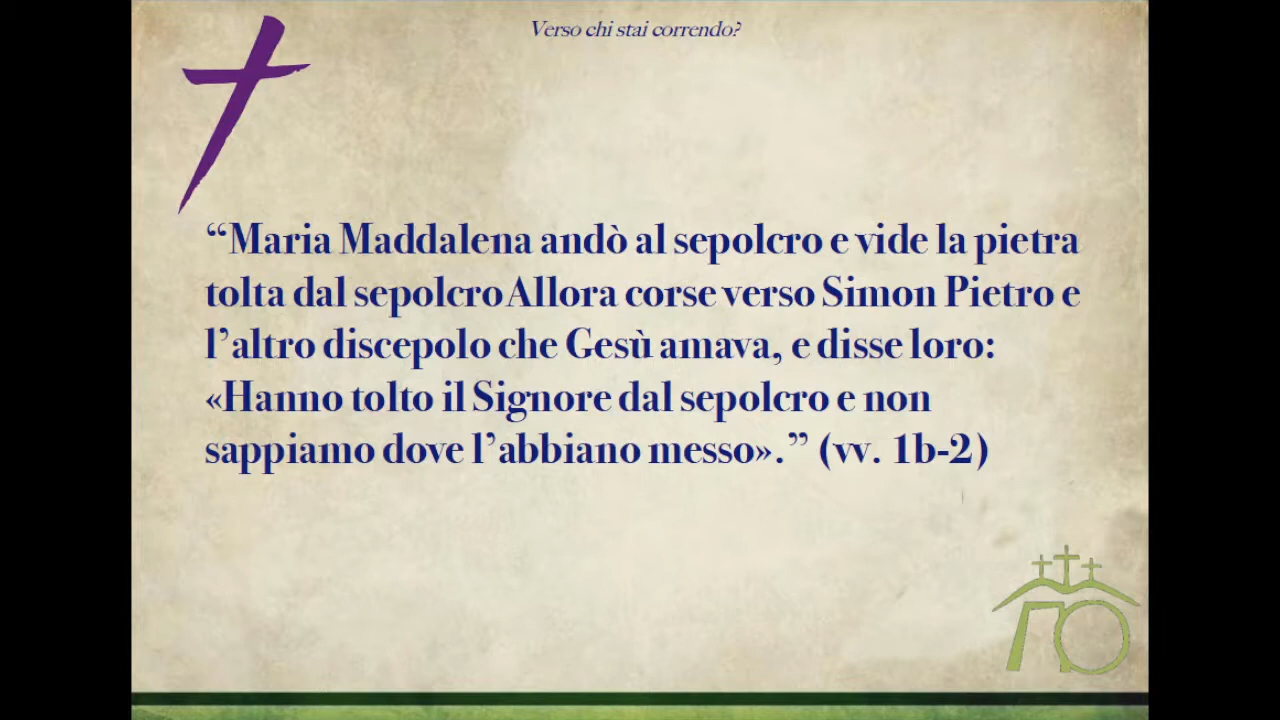 Verso chi stai correndo?
“Maria Maddalena andò al sepolcro e vide la pietra
tolta dal sepolcro Allora corse verso Simon Pietro e
l’altro discepolo che Gesù amava, e disse loro:
«Hanno tolto il Signore dal sepolcro e non
sappiamo dove l’abbiano messo».” (vv. 1b-2)